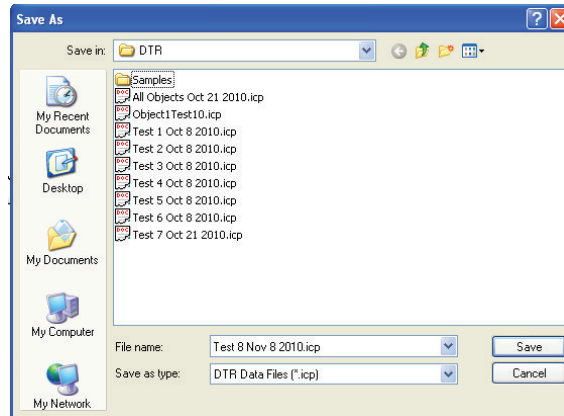 Save As
Save in: DTR
Samples
All Objects Oct 21 2010.icp
Object1Test10.icp
Test 1 Oct 8 2010.icp
Test 2 Oct 8 2010.icp
Test 3 Oct 8 2010.icp
Test 4 Oct 8 2010.icp
Test 5 Oct 8 2010.icp
Test 6 Oct 8 2010.icp
Test 7 Oct 21 2010.icp
My Recent
Documents
Desktop
My Documents
My Computer
My Network
File name: Test 8 Nov 8 2010.icp Save
Save as type: DTR Data Files (*.icp) Cancel